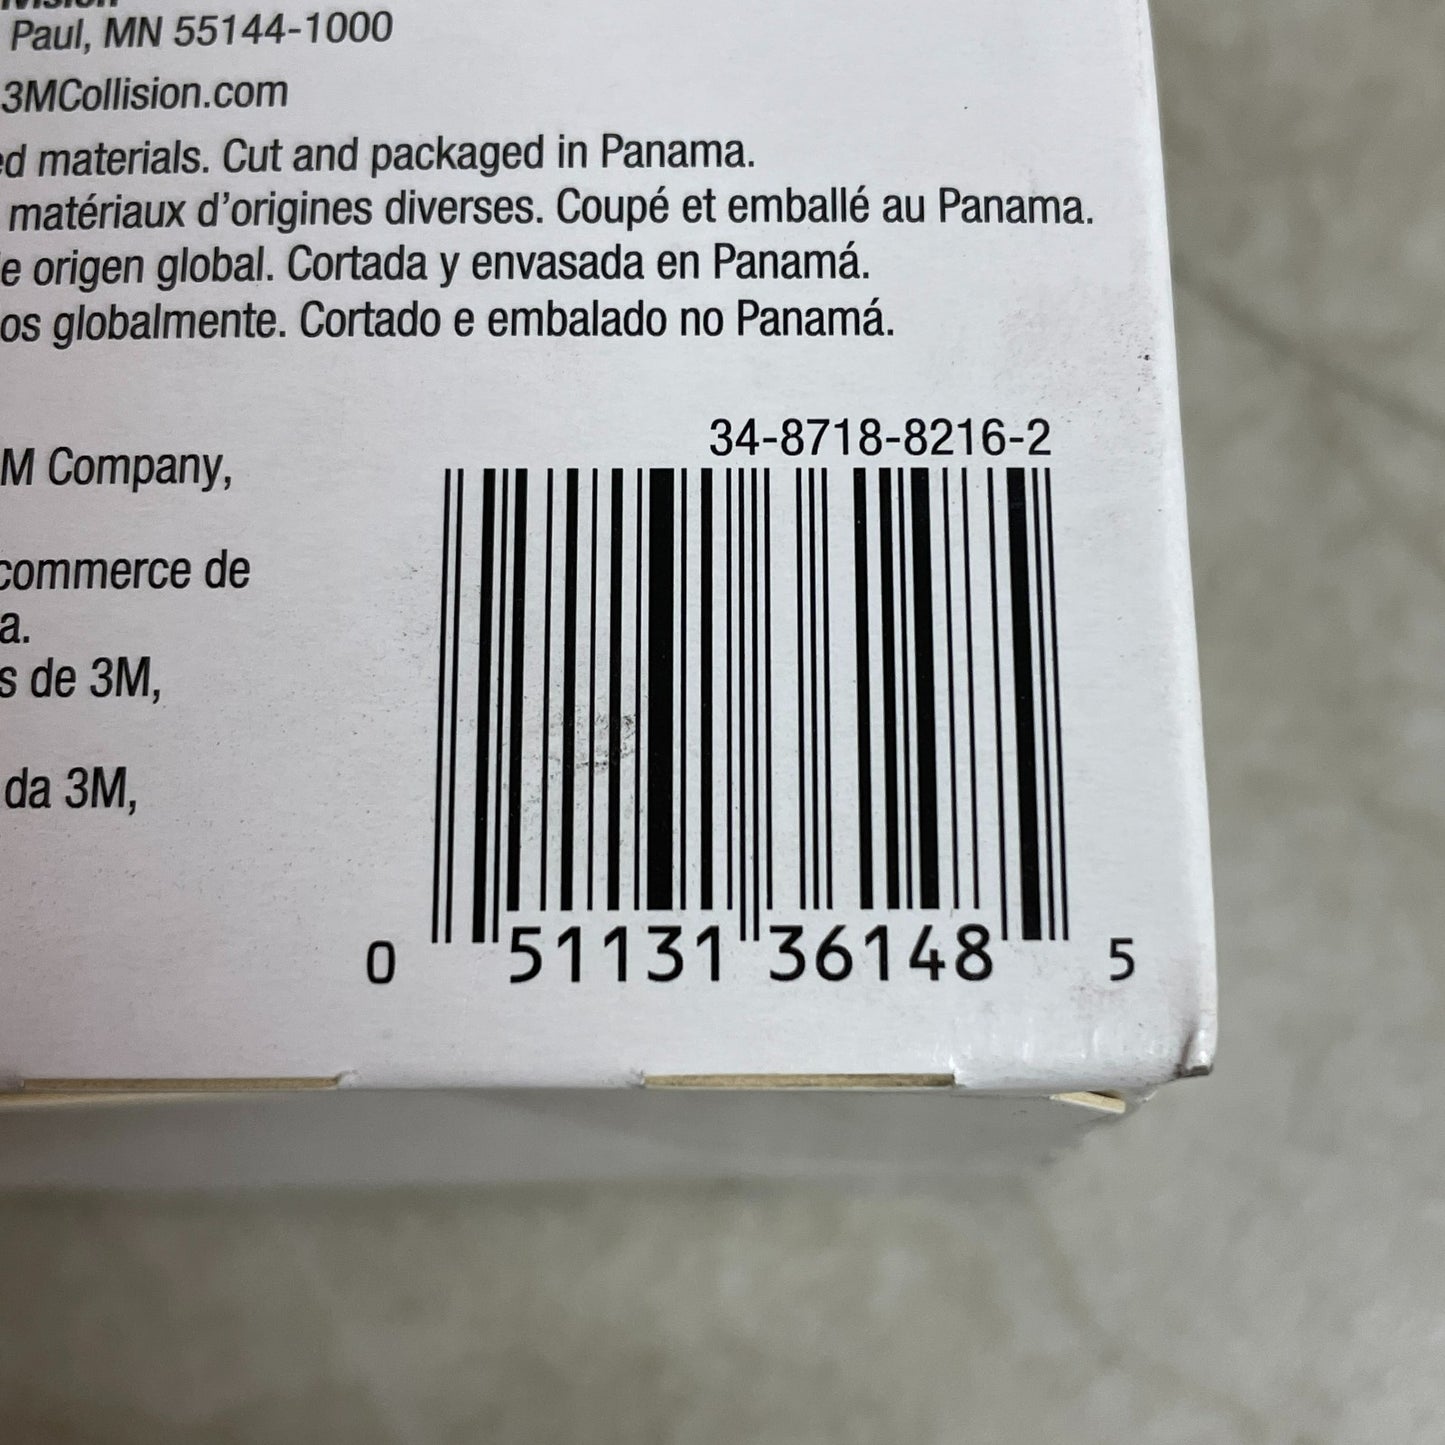 Paul, MN 55144-1000
3MCollision.com
materials. Cut and packaged in Panama.
matériaux d'origines diverses. Coupé et emballé au Panama.
origen global. Cortada y envasada en Panamá.
globalmente. Cortado e embalado no Panamá.
34-8718-8216-2
M Company,
commerce de
a.
s de 3M,
da 3M,
0 51131 36148 5